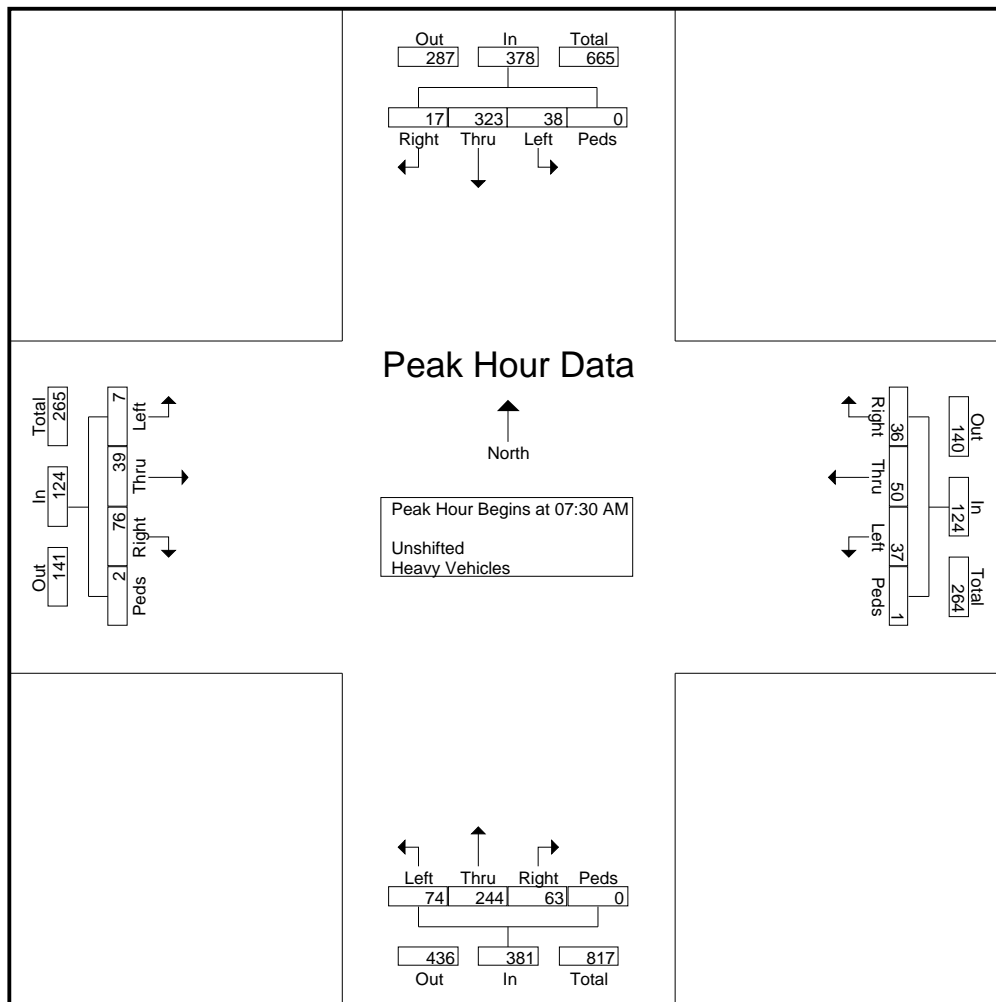 Out In Total
287 378 665
17 323 38 0
Right Thru Left Peds
Peak Hour Data
North
Peak Hour Begins at 07:30 AM
Unshifted
Heavy Vehicles
Total In Out
265 124 141
7 39 76 2
Left Thru Right Peds
Out In Total
140 124 264
36 50 37 1
Right Thru Left Peds
Left Thru Right Peds
74 244 63 0
436 381 817
Out In Total